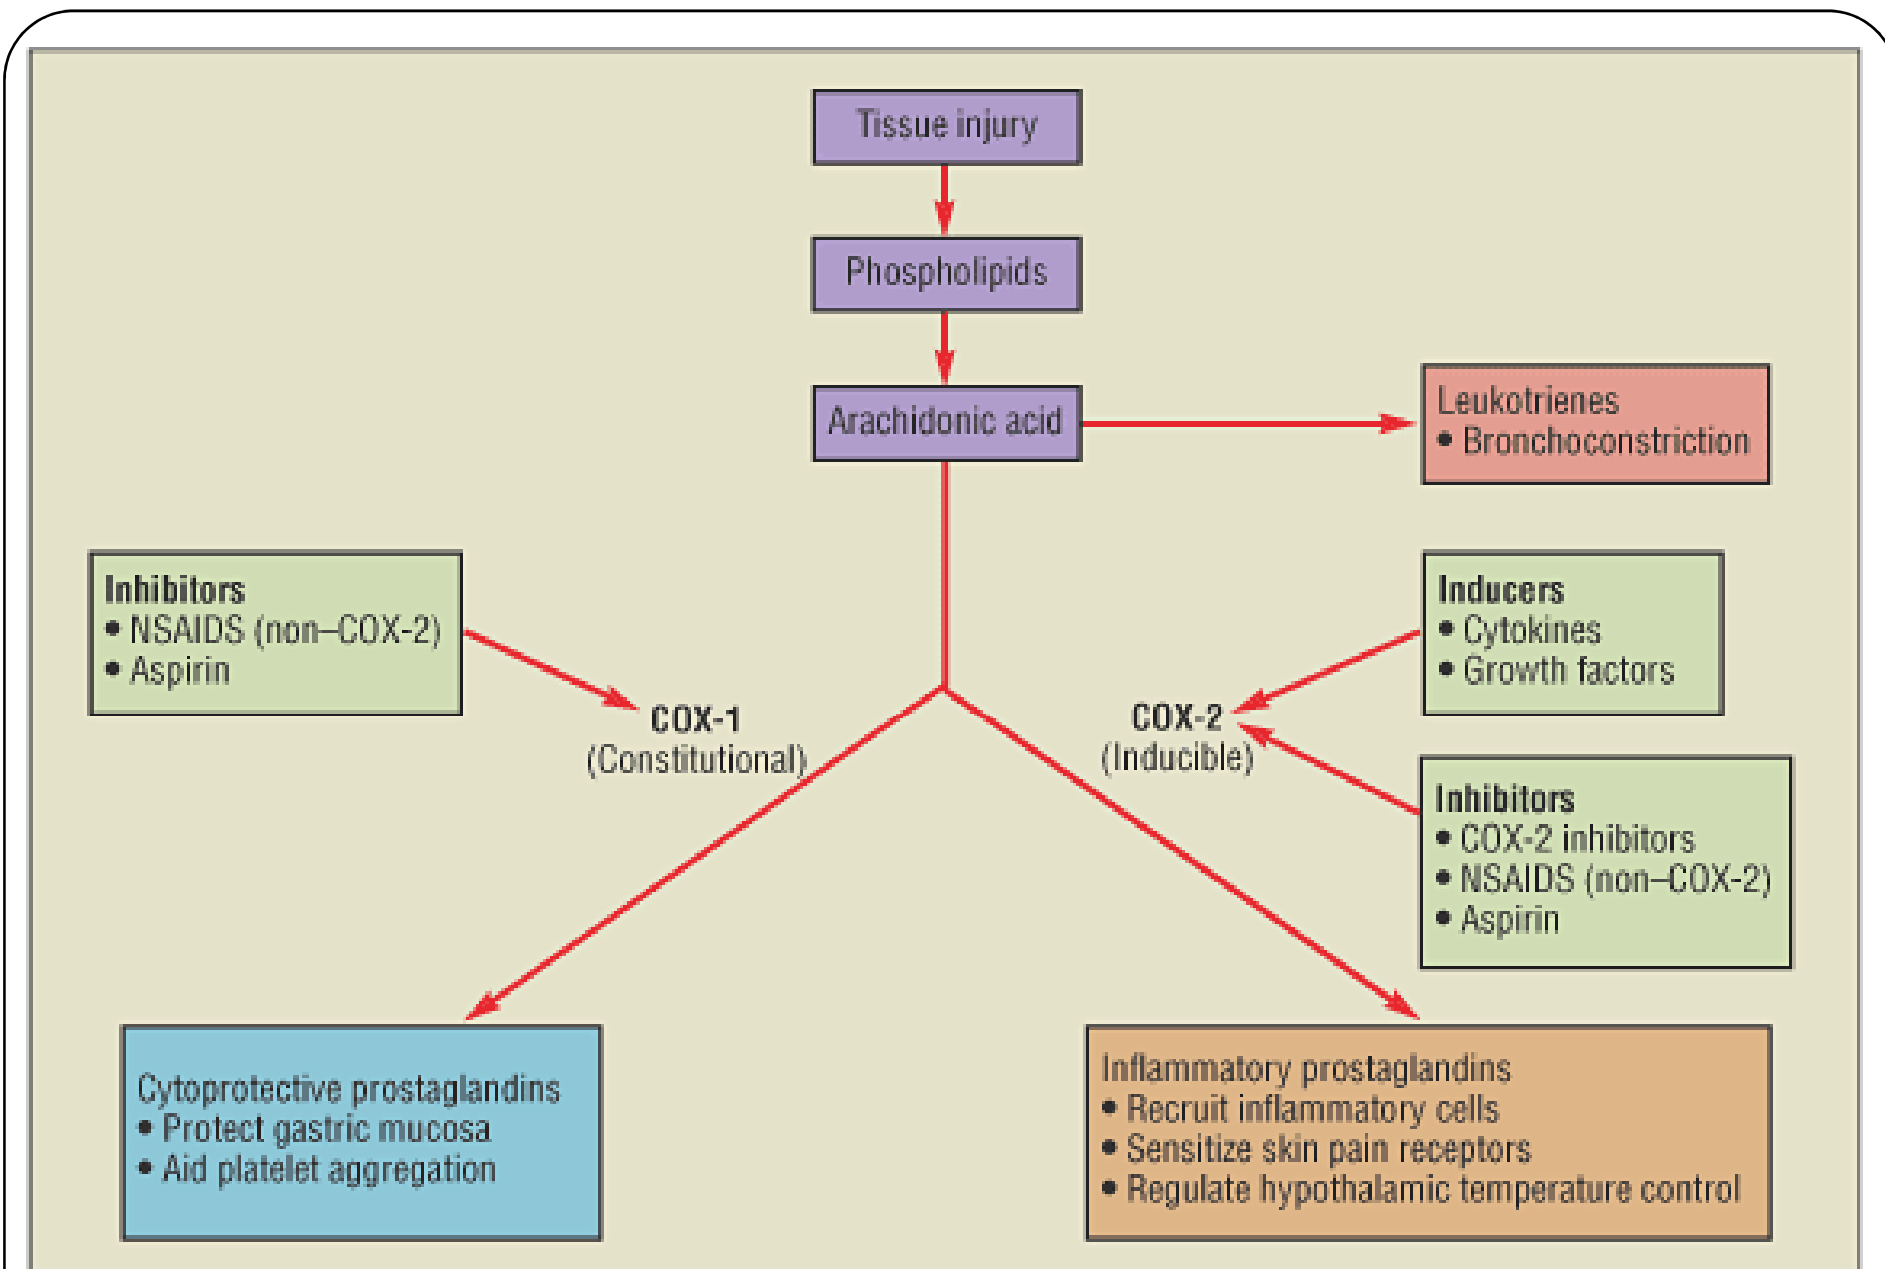 Tissue injury
Phospholipids
Arachidonic acid
Leukotrienes
• Bronchoconstriction
Inhibitors
• NSAIDS (non–COX-2)
• Aspirin
Inducers
• Cytokines
• Growth factors
COX-1
(Constitutional)
COX-2
(Inducible)
Inhibitors
• COX-2 inhibitors
• NSAIDS (non–COX-2)
• Aspirin
Cytoprotective prostaglandins
• Protect gastric mucosa
• Aid platelet aggregation
Inflammatory prostaglandins
• Recruit inflammatory cells
• Sensitize skin pain receptors
• Regulate hypothalamic temperature control